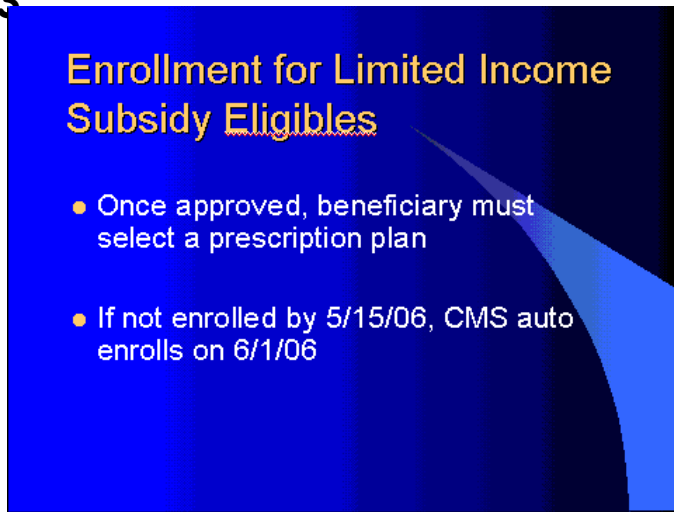 Enrollment for Limited Income
Subsidy Eligibles
Once approved, beneficiary must
select a prescription plan
If not enrolled by 5/15/06, CMS auto
enrolls on 6/1/06